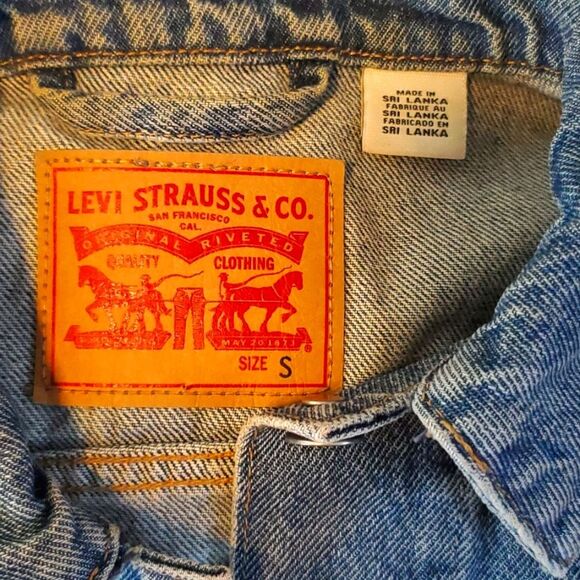 LEVI STRAUSS & CO.
SAN FRANCISCO
CAL.
ORIGINAL RIVETED
QUALITY CLOTHING
MAY 20 1873
®
SIZE S
MADE IN
SRI LANKA
FABRIQUE AU
SRI LANKA
FABRICADO EN
SRI LANKA